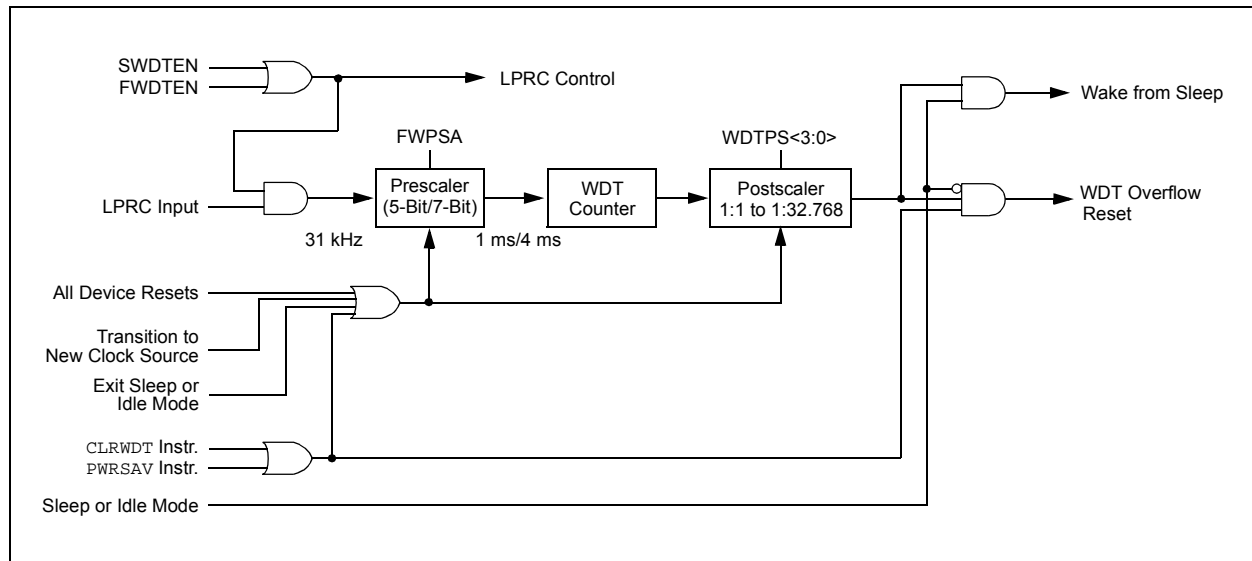 SWDTEN
FWDTEN
LPRC Control
Wake from Sleep
FWPSA
WDTPS<3:0>
LPRC Input
Prescaler
(5-Bit/7-Bit)
WDT
Counter
Postscaler
1:1 to 1:32.768
WDT Overflow
Reset
31 kHz
1 ms/4 ms
All Device Resets
Transition to
New Clock Source
Exit Sleep or
Idle Mode
CLRWDT Instr.
PWRSAV Instr.
Sleep or Idle Mode